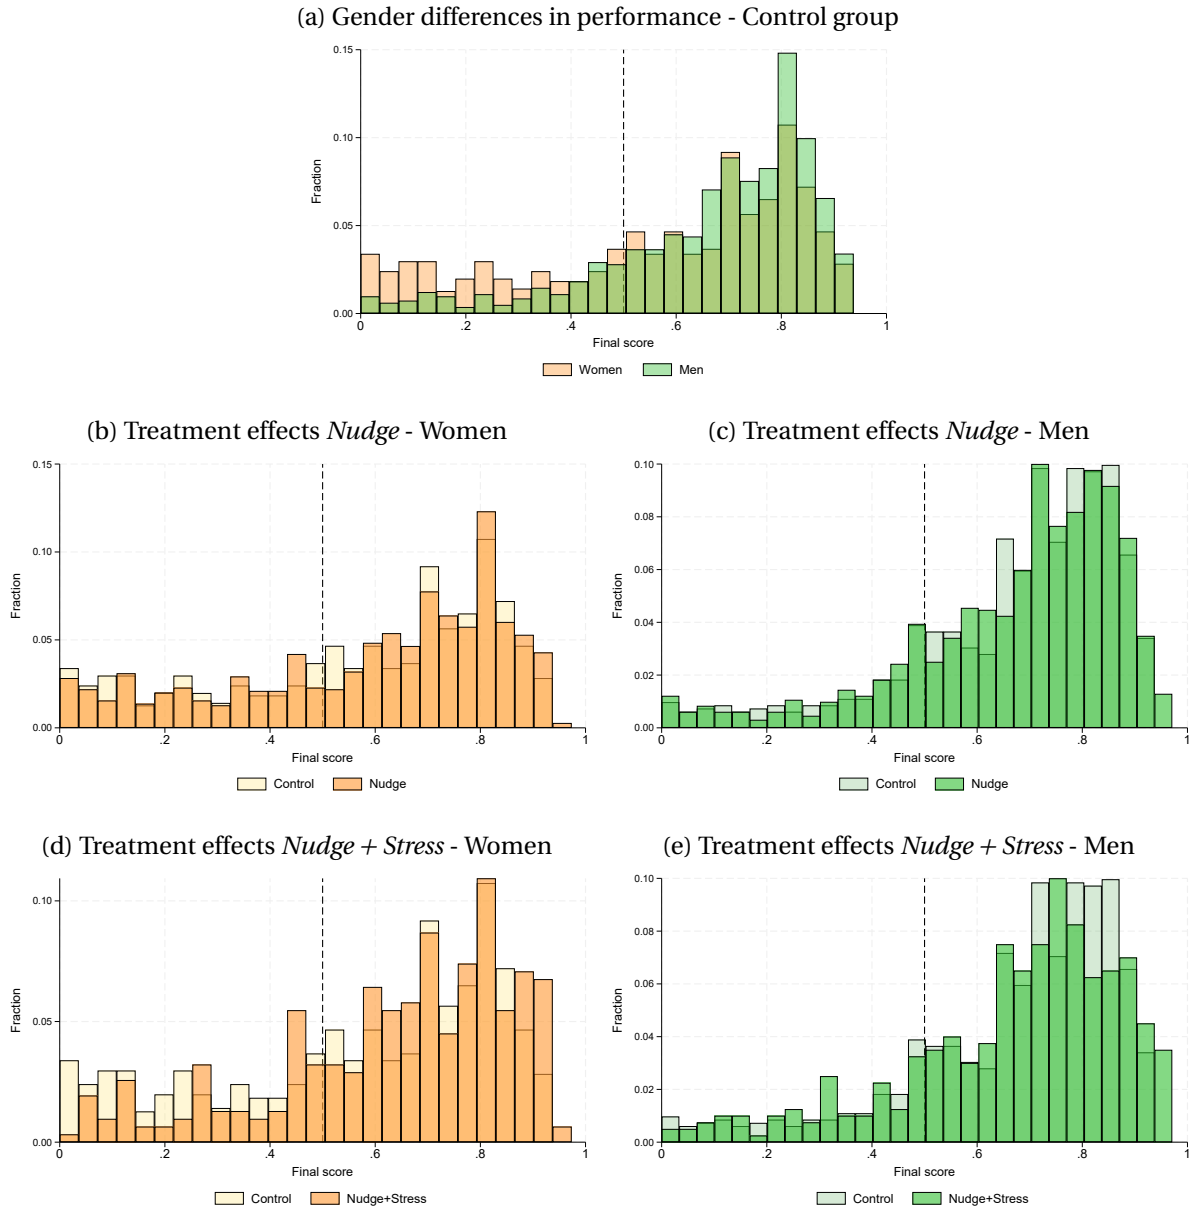 (a) Gender differences in performance - Control group
0.15
0.10
0.05
0.00
Fraction
0 .2 .4 .6 .8 1
Final score
Women Men
(b) Treatment effects Nudge - Women
0.15
0.10
0.05
0.00
Fraction
0 .2 .4 .6 .8 1
Final score
Control Nudge
(c) Treatment effects Nudge - Men
0.10
0.08
0.06
0.04
0.02
0.00
Fraction
0 .2 .4 .6 .8 1
Final score
Control Nudge
(d) Treatment effects Nudge + Stress - Women
0.10
0.05
0.00
Fraction
0 .2 .4 .6 .8 1
Final score
Control Nudge+Stress
(e) Treatment effects Nudge + Stress - Men
0.10
0.08
0.06
0.04
0.02
0.00
Fraction
0 .2 .4 .6 .8 1
Final score
Control Nudge+Stress